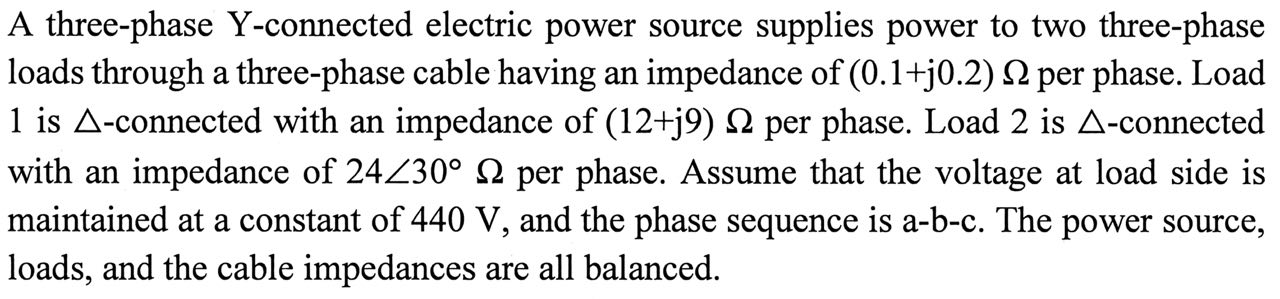 A three-phase Y-connected electric power source supplies power to two three-phase
loads through a three-phase cable having an impedance of (0.1+j0.2) Ω per phase. Load
1 is △-connected with an impedance of (12+j9) Ω per phase. Load 2 is △-connected
with an impedance of 24∠30° Ω per phase. Assume that the voltage at load side is
maintained at a constant of 440 V, and the phase sequence is a-b-c. The power source,
loads, and the cable impedances are all balanced.